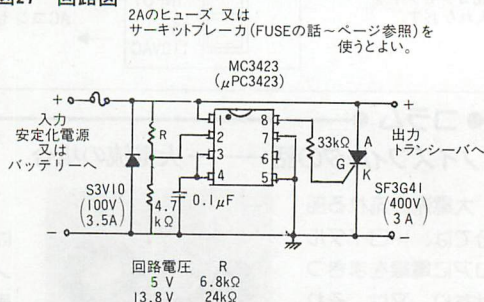 図27 回路図
2Aのヒューズ 又は
サーキットブレーカ(FUSEの話～ページ参照)を
使うとよい。
MC3423
(μPC3423)
+
+
1
8
入力
安定化電源
又は
バッテリーへ
R
2
7
33kΩ
A
出力
トランシーバへ
3
6
G
K
4
5
S3V10
(100V)
3.5A
4.7
kΩ
0.1μF
SF3G41
(400V)
3A
-
-
回路電圧 R
5 V 6.8kΩ
13.8 V 24kΩ